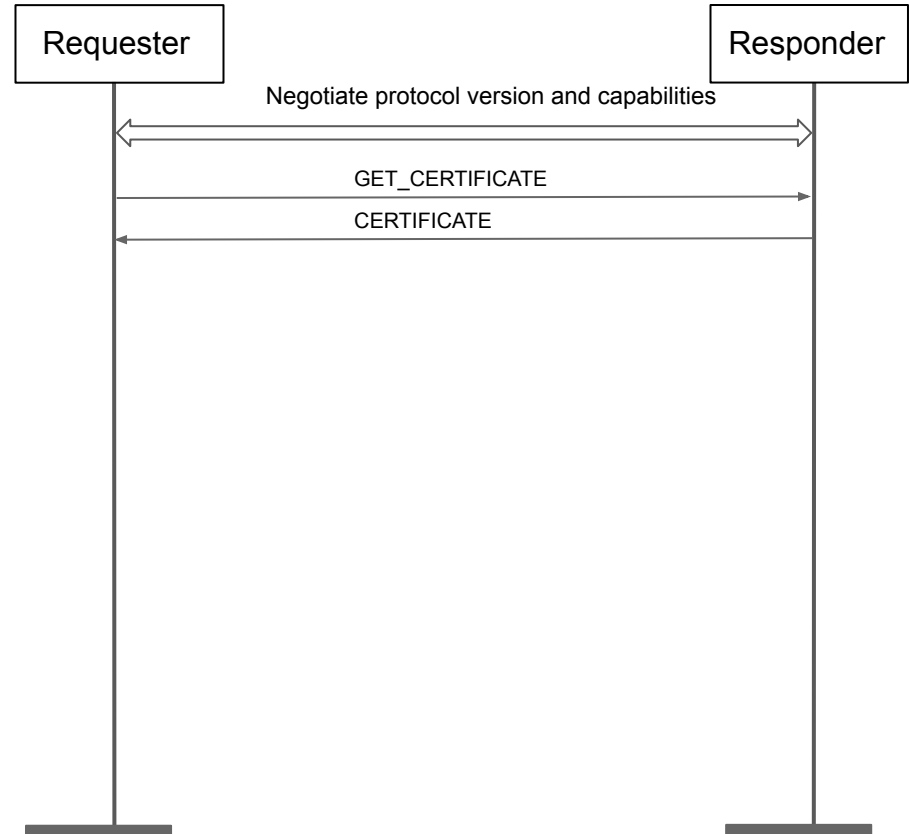 Requester
Responder
Negotiate protocol version and capabilities
GET_CERTIFICATE
CERTIFICATE